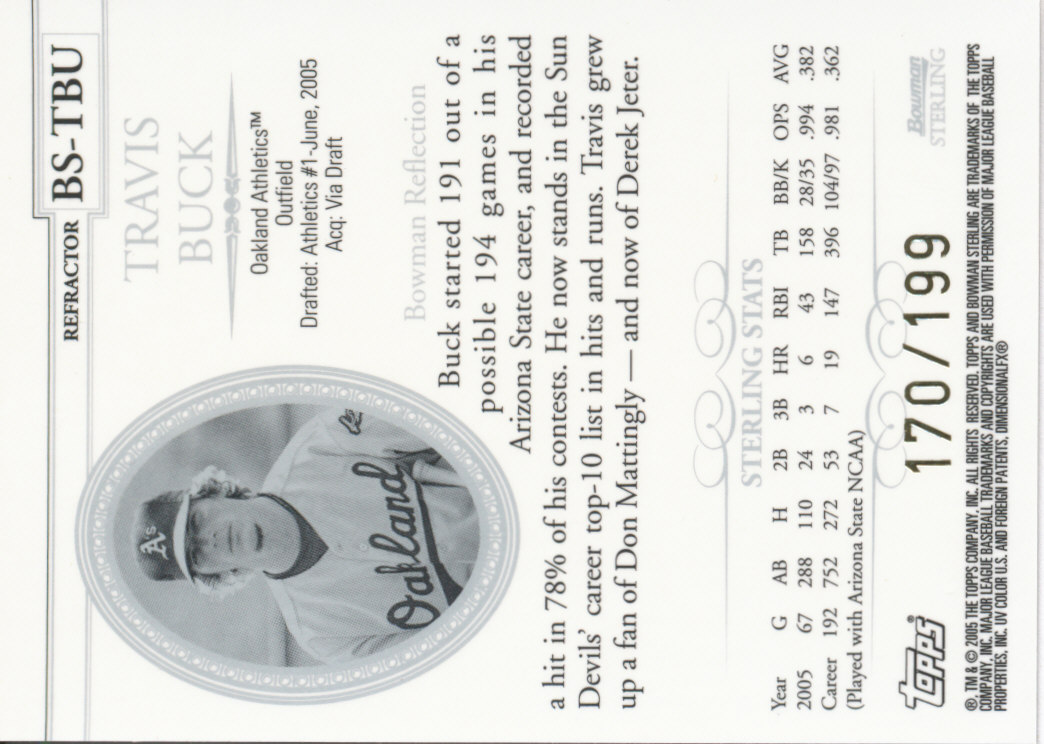 REFRACTOR BS-TBU
TRAVIS
BUCK
Oakland Athletics™
Outfield
Drafted: Athletics #1-June, 2005
Acq: Via Draft
A's
Oakland
Bowman Reflection
Buck started 191 out of a
possible 194 games in his
Arizona State career, and recorded
a hit in 78% of his contests. He now stands in the Sun
Devils' career top-10 list in hits and runs. Travis grew
up a fan of Don Mattingly — and now of Derek Jeter.
STERLING STATS
Year G AB H 2B 3B HR RBI TB BB/K OPS AVG
2005 67 288 110 24 3 6 43 158 28/35 .994 .382
Career 192 752 272 53 7 19 147 396 104/97 .981 .362
(Played with Arizona State NCAA)
TOPPS® 170/199 Bowman
STERLING
®, TM & © 2005 THE TOPPS COMPANY, INC. ALL RIGHTS RESERVED. TOPPS AND BOWMAN STERLING ARE TRADEMARKS OF THE TOPPS
COMPANY, INC. MAJOR LEAGUE BASEBALL TRADEMARKS AND COPYRIGHTS ARE USED WITH PERMISSION OF MAJOR LEAGUE BASEBALL
PROPERTIES, INC. UV COLOR U.S. AND FOREIGN PATENTS, DIMENSIONALFX®